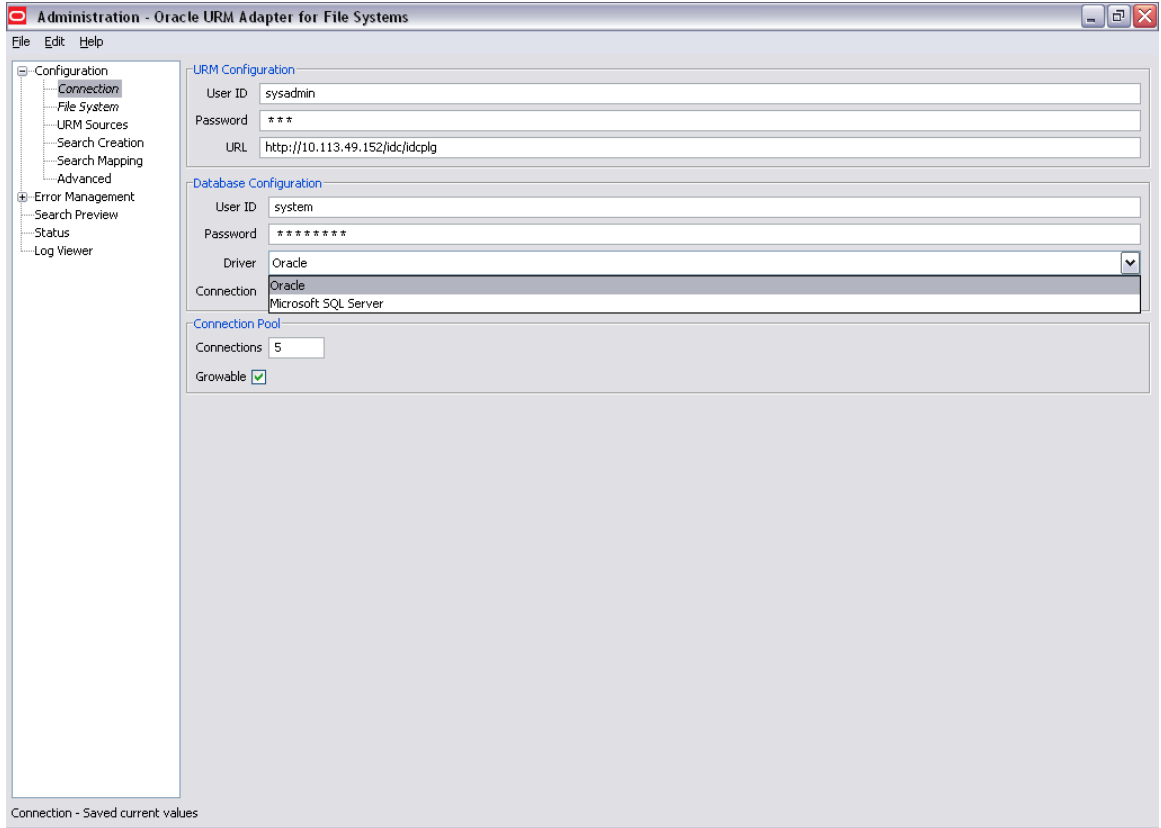 Administration - Oracle URM Adapter for File Systems
File Edit Help
Configuration
Connection
File System
URM Sources
Search Creation
Search Mapping
Advanced
Error Management
Search Preview
Status
Log Viewer
URM Configuration
User ID sysadmin
Password ***
URL http://10.113.49.152/idc/idcplg
Database Configuration
User ID system
Password ********
Driver Oracle
Connection
Oracle
Microsoft SQL Server
Connection Pool
Connections 5
Growable
Connection - Saved current values